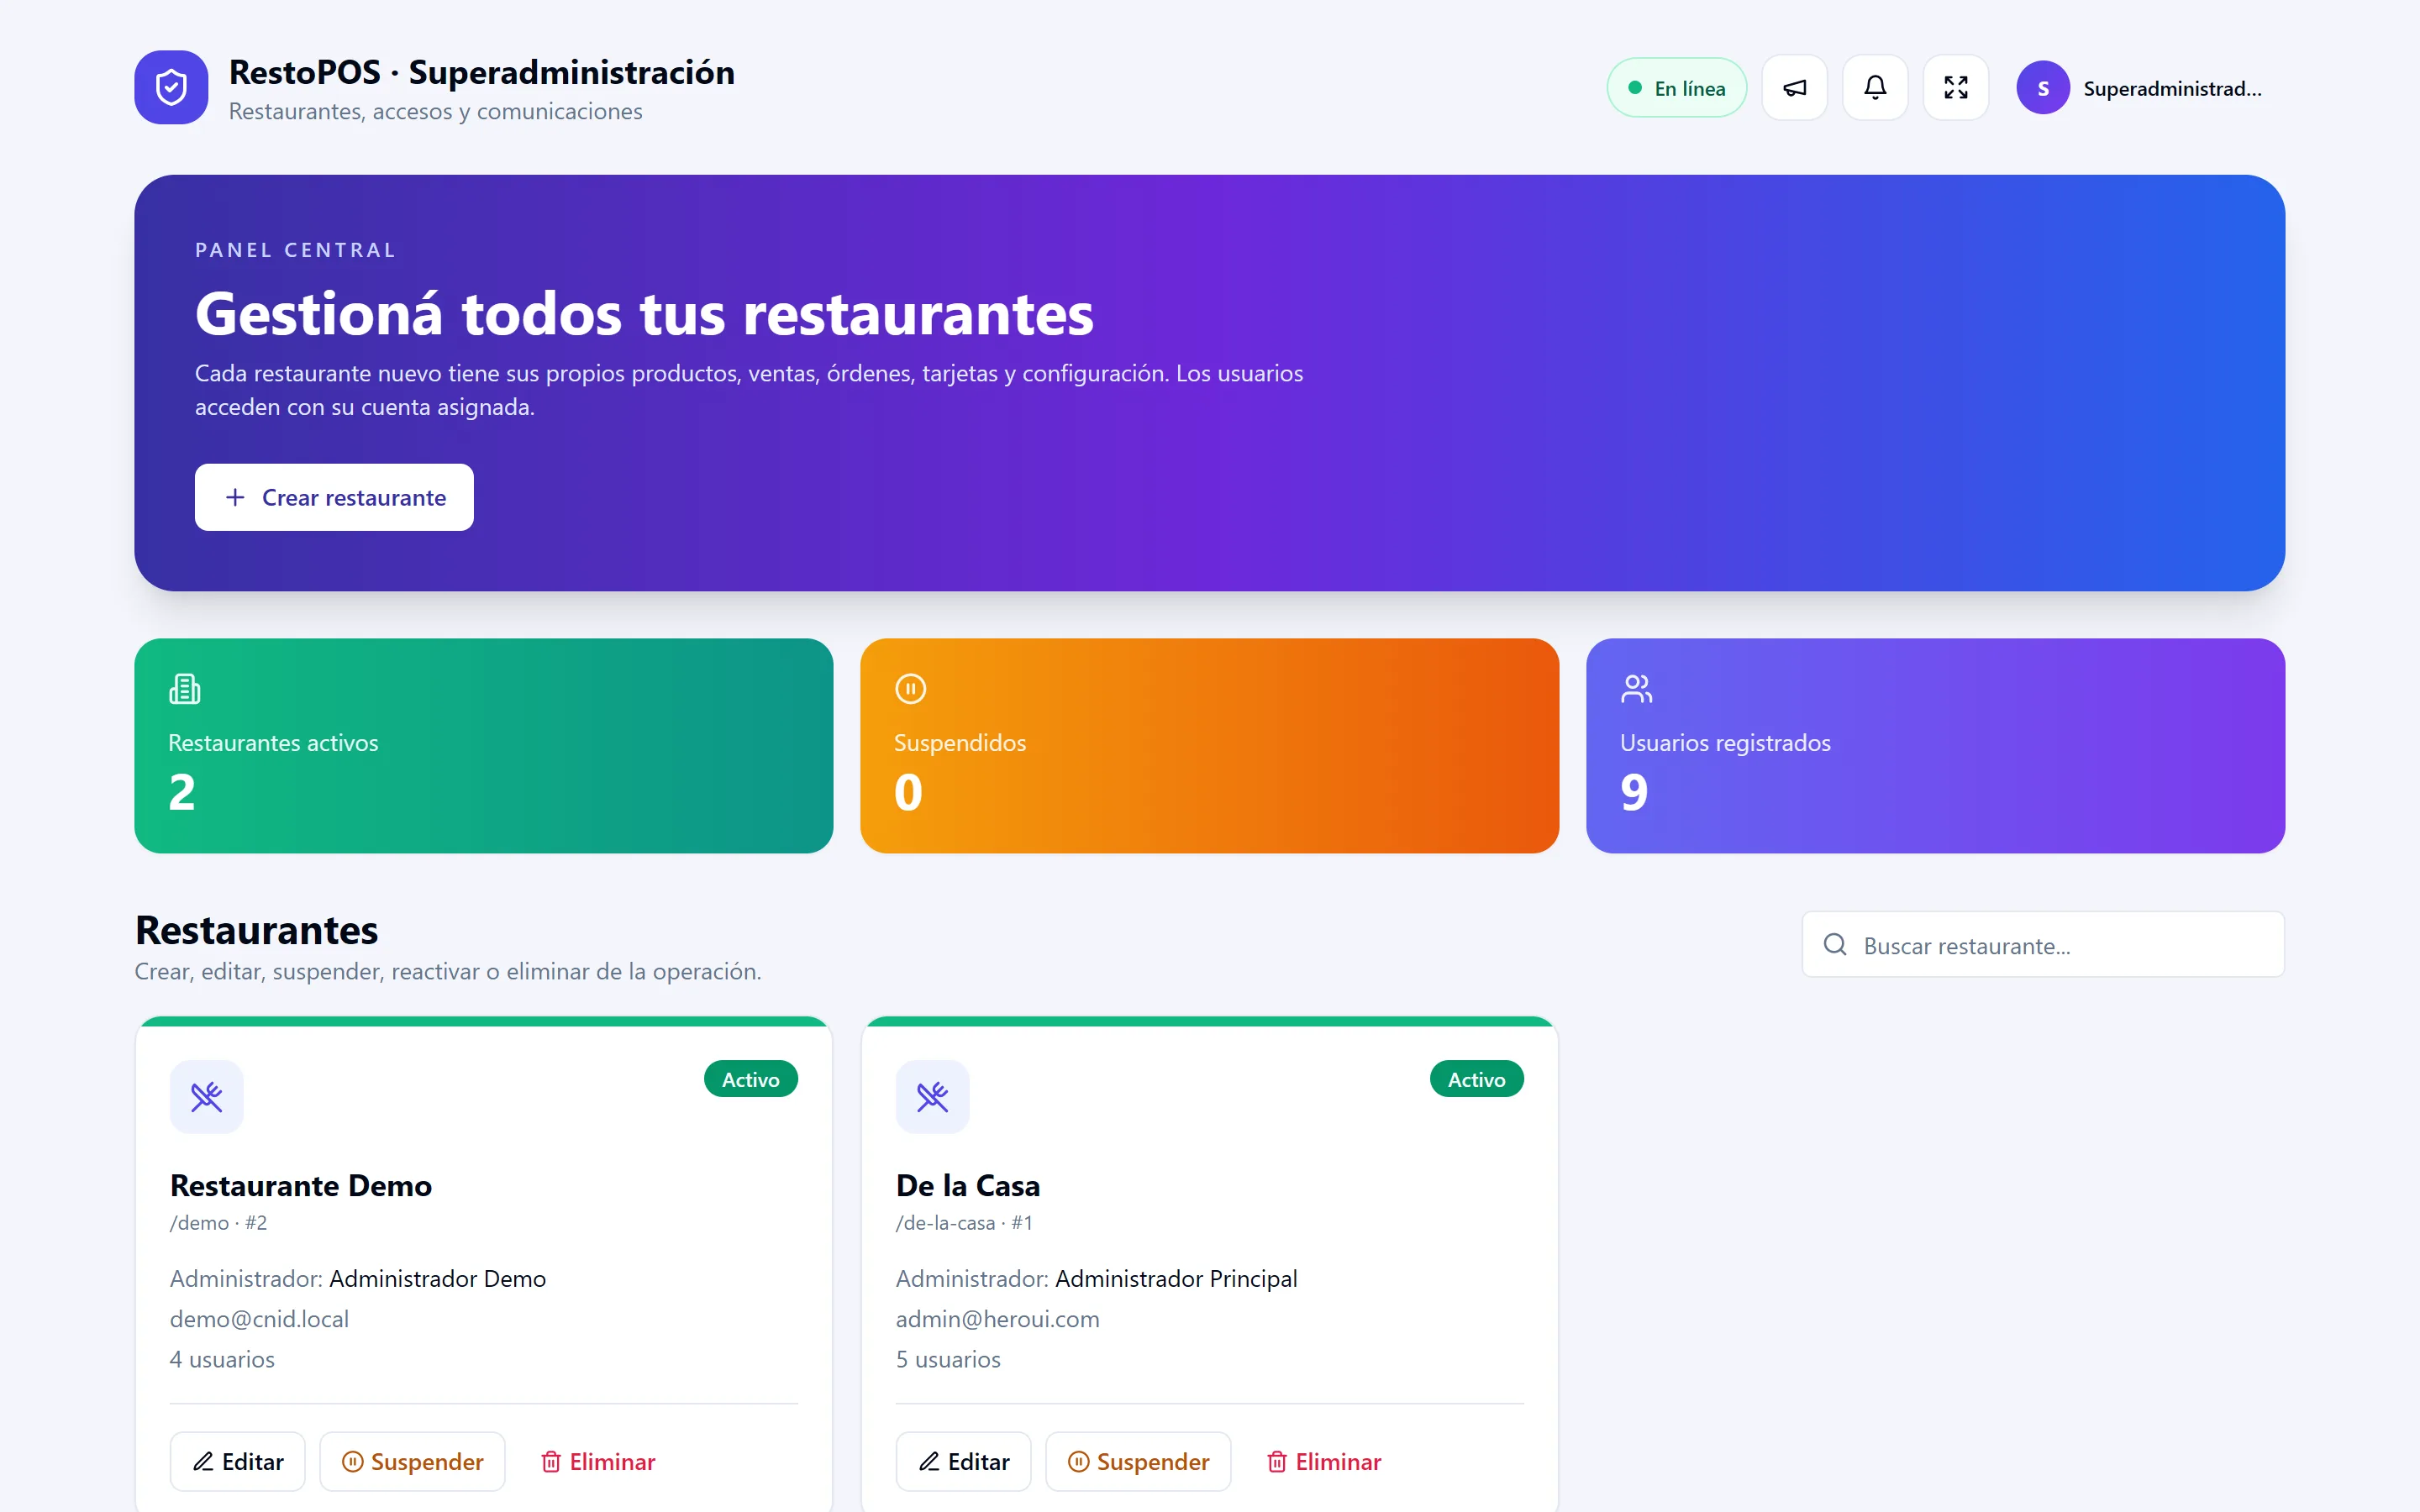 RestoPOS · Superadministración
Restaurantes, accesos y comunicaciones
En línea
S
Superadministrad...
PANEL CENTRAL
Gestioná todos tus restaurantes
Cada restaurante nuevo tiene sus propios productos, ventas, órdenes, tarjetas y configuración. Los usuarios
acceden con su cuenta asignada.
Crear restaurante
Restaurantes activos
2
Suspendidos
0
Usuarios registrados
9
Restaurantes
Crear, editar, suspender, reactivar o eliminar de la operación.
Buscar restaurante...
Activo
Restaurante Demo
/demo · #2
Administrador: Administrador Demo
demo@cnid.local
4 usuarios
Editar
Suspender
Eliminar
Activo
De la Casa
/de-la-casa · #1
Administrador: Administrador Principal
admin@heroui.com
5 usuarios
Editar
Suspender
Eliminar